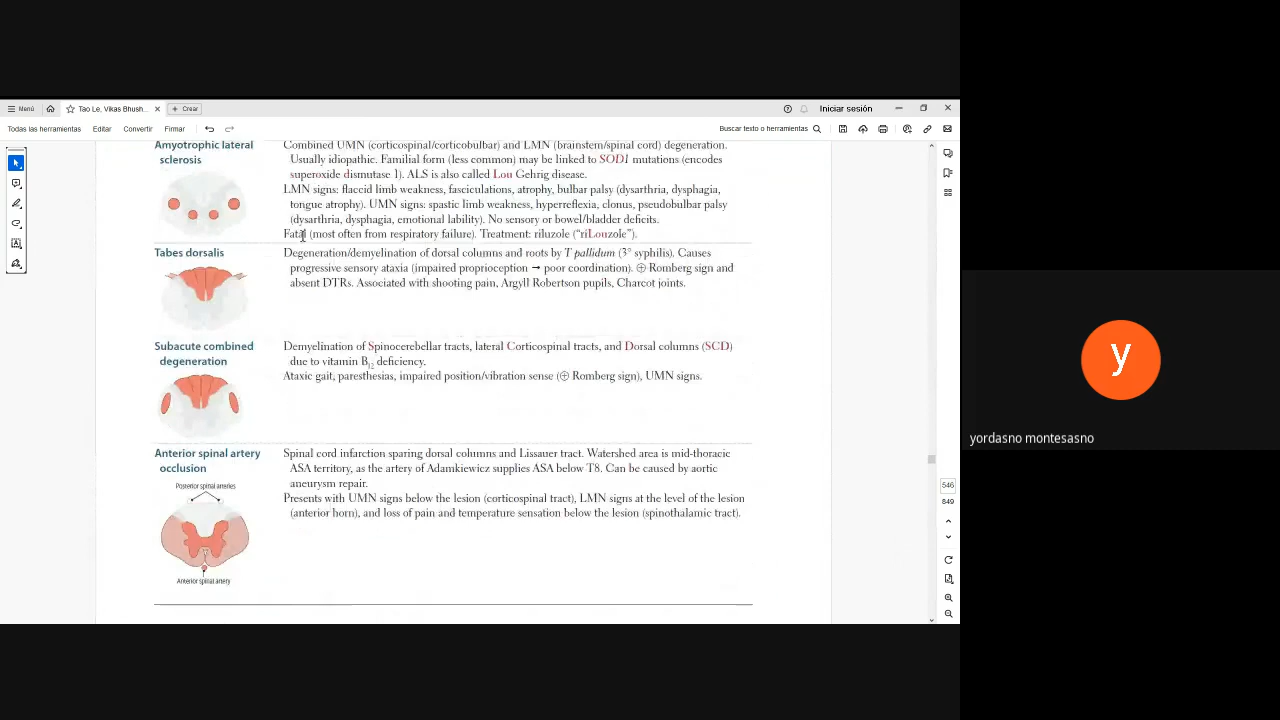 Menú
Tao Le, Vikas Bhush...
Crear
Iniciar sesión
Todas las herramientas
Editar
Convertir
Firmar
Buscar texto o herramientas
Amyotrophic lateral
sclerosis
Combined UMN (corticospinal/corticobulbar) and LMN (brainstem/spinal cord) degeneration.
Usually idiopathic. Familial form (less common) may be linked to SOD1 mutations (encodes
superoxide dismutase 1). ALS is also called Lou Gehrig disease.
LMN signs: flaccid limb weakness, fasciculations, atrophy, bulbar palsy (dysarthria, dysphagia,
tongue atrophy). UMN signs: spastic limb weakness, hyperreflexia, clonus, pseudobulbar palsy
(dysarthria, dysphagia, emotional lability). No sensory or bowel/bladder deficits.
Fatal (most often from respiratory failure). Treatment: riluzole (“riLouzole”).
Tabes dorsalis
Degeneration/demyelination of dorsal columns and roots by T pallidum (3° syphilis). Causes
progressive sensory ataxia (impaired proprioception → poor coordination). ⊕ Romberg sign and
absent DTRs. Associated with shooting pain, Argyll Robertson pupils, Charcot joints.
Subacute combined
degeneration
Demyelination of Spinocerebellar tracts, lateral Corticospinal tracts, and Dorsal columns (SCD)
due to vitamin B12 deficiency.
Ataxic gait, paresthesias, impaired position/vibration sense (⊕ Romberg sign), UMN signs.
Anterior spinal artery
occlusion
Posterior spinal arteries
Anterior spinal artery
Spinal cord infarction sparing dorsal columns and Lissauer tract. Watershed area is mid-thoracic
ASA territory, as the artery of Adamkiewicz supplies ASA below T8. Can be caused by aortic
aneurysm repair.
Presents with UMN signs below the lesion (corticospinal tract), LMN signs at the level of the lesion
(anterior horn), and loss of pain and temperature sensation below the lesion (spinothalamic tract).
546
849
y
yordasno montesasno